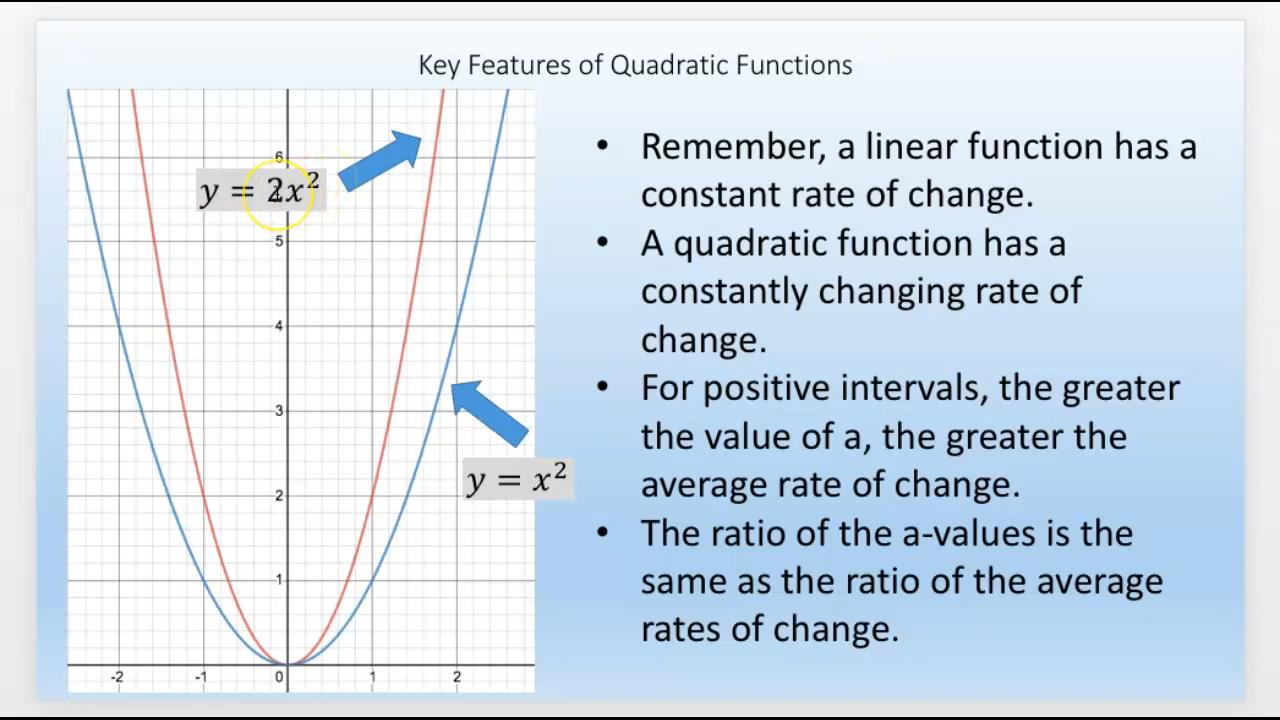 Key Features of Quadratic Functions
6
y = 2x²
5
4
3
2
1
y = x²
-2 -1 0 1 2
• Remember, a linear function has a
constant rate of change.
• A quadratic function has a
constantly changing rate of
change.
• For positive intervals, the greater
the value of a, the greater the
average rate of change.
• The ratio of the a-values is the
same as the ratio of the average
rates of change.